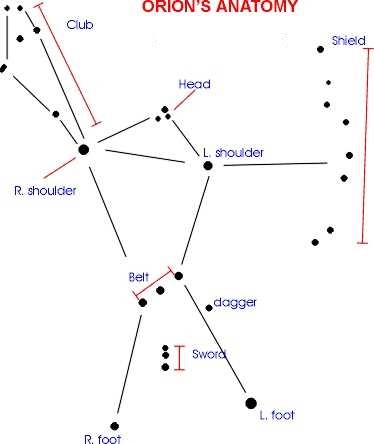 ORION'S ANATOMY
Club
Shield
Head
L. shoulder
R. shoulder
Belt
dagger
Sword
L. foot
R. foot